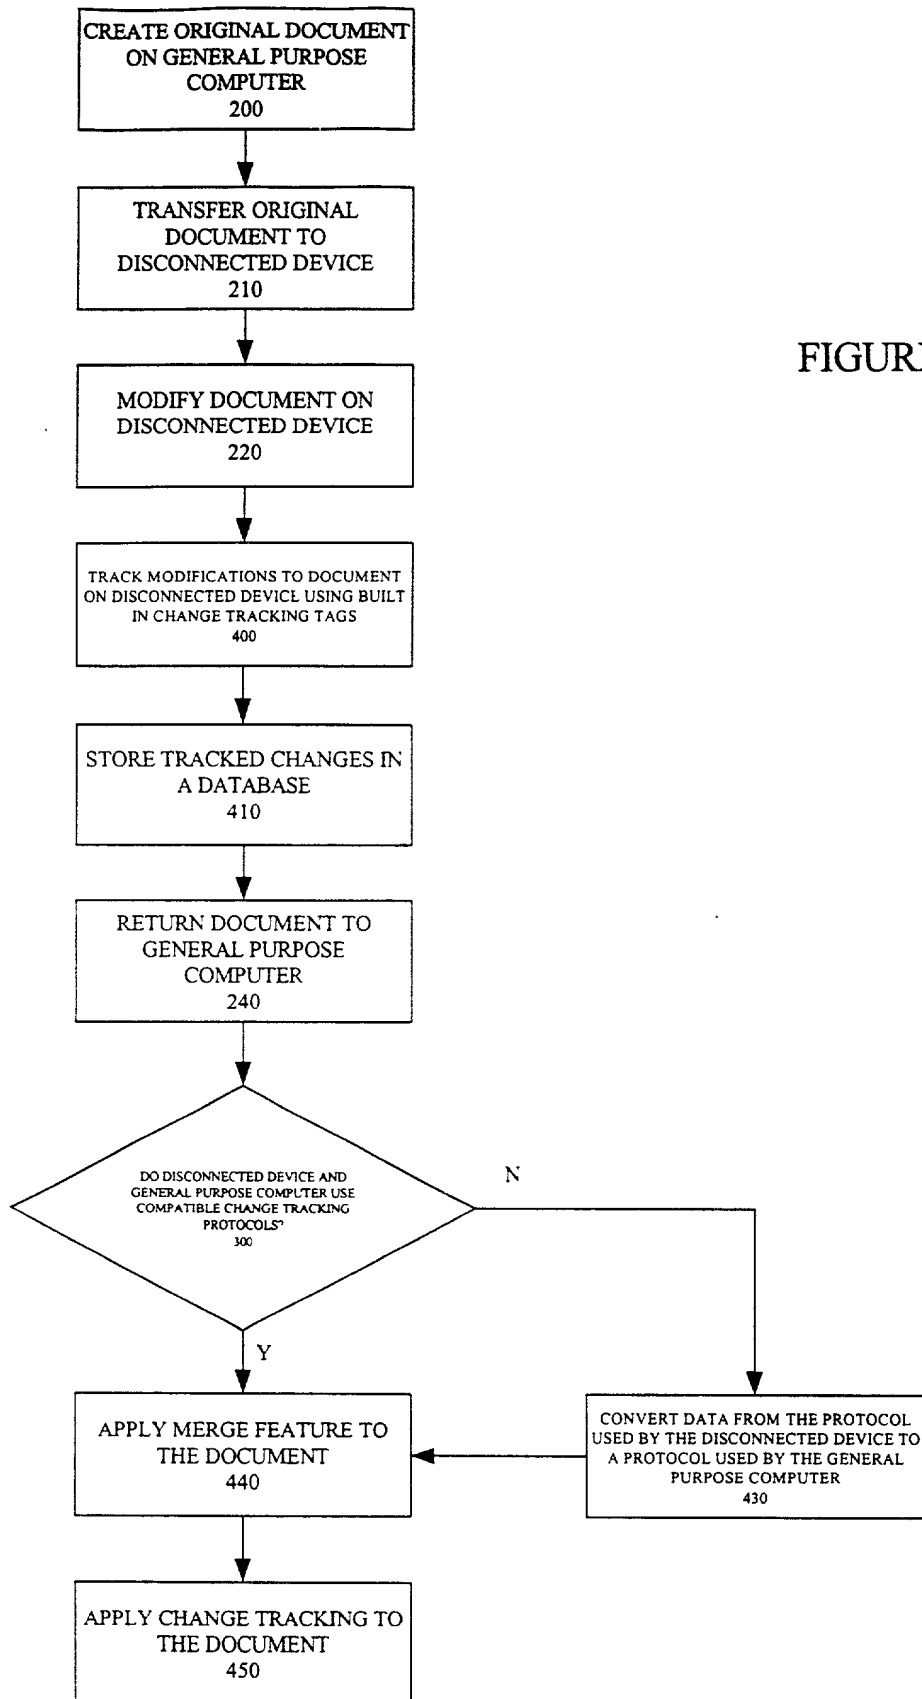 CREATE ORIGINAL DOCUMENT
ON GENERAL PURPOSE
COMPUTER
200
TRANSFER ORIGINAL
DOCUMENT TO
DISCONNECTED DEVICE
210
FIGUR
MODIFY DOCUMENT ON
DISCONNECTED DEVICE
220
TRACK MODIFICATIONS TO DOCUMENT
ON DISCONNECTED DEVICE USING BUILT
IN CHANGE TRACKING TAGS
400
STORE TRACKED CHANGES IN
A DATABASE
410
RETURN DOCUMENT TO
GENERAL PURPOSE
COMPUTER
240
DO DISCONNECTED DEVICE AND
GENERAL PURPOSE COMPUTER USE
COMPATIBLE CHANGE TRACKING
PROTOCOLS?
300
N
Y
APPLY MERGE FEATURE TO
THE DOCUMENT
440
CONVERT DATA FROM THE PROTOCOL
USED BY THE DISCONNECTED DEVICE TO
A PROTOCOL USED BY THE GENERAL
PURPOSE COMPUTER
430
APPLY CHANGE TRACKING TO
THE DOCUMENT
450